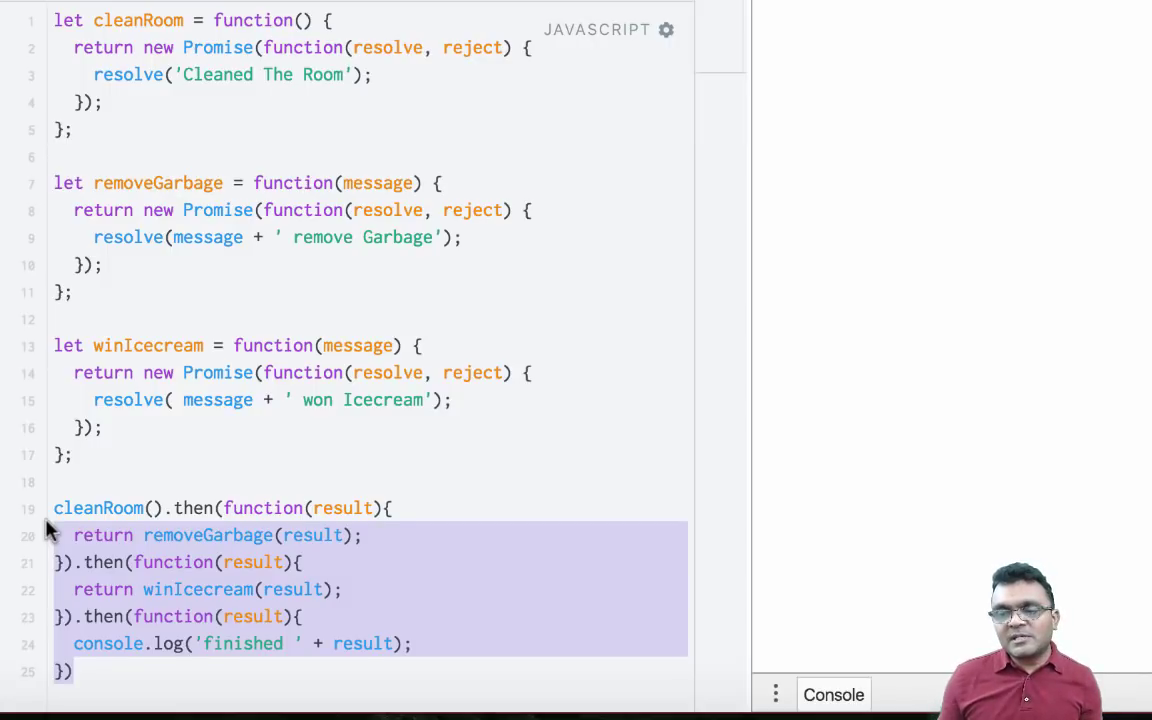 JAVASCRIPT
1 let cleanRoom = function() {
2 return new Promise(function(resolve, reject) {
3 resolve('Cleaned The Room');
4 });
5 };
6
7 let removeGarbage = function(message) {
8 return new Promise(function(resolve, reject) {
9 resolve(message + ' remove Garbage');
10 });
11 };
12
13 let winIcecream = function(message) {
14 return new Promise(function(resolve, reject) {
15 resolve( message + ' won Icecream');
16 });
17 };
18
19 cleanRoom().then(function(result){
20 return removeGarbage(result);
21 }).then(function(result){
22 return winIcecream(result);
23 }).then(function(result){
24 console.log('finished ' + result);
25 })
Console